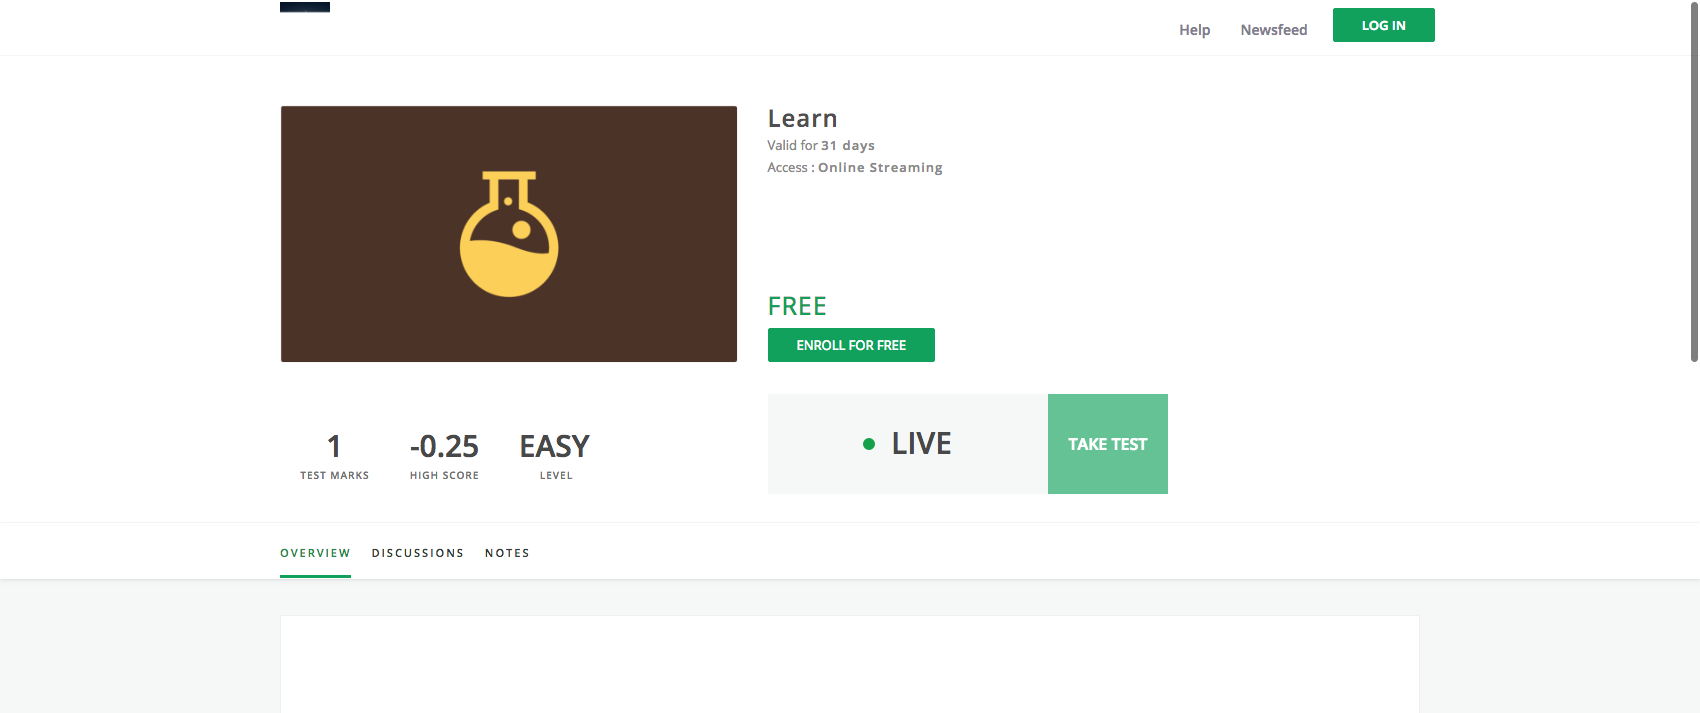 Help Newsfeed LOG IN
Learn
Valid for 31 days
Access : Online Streaming
FREE
ENROLL FOR FREE
1 -0.25 EASY
TEST MARKS HIGH SCORE LEVEL
LIVE TAKE TEST
OVERVIEW DISCUSSIONS NOTES